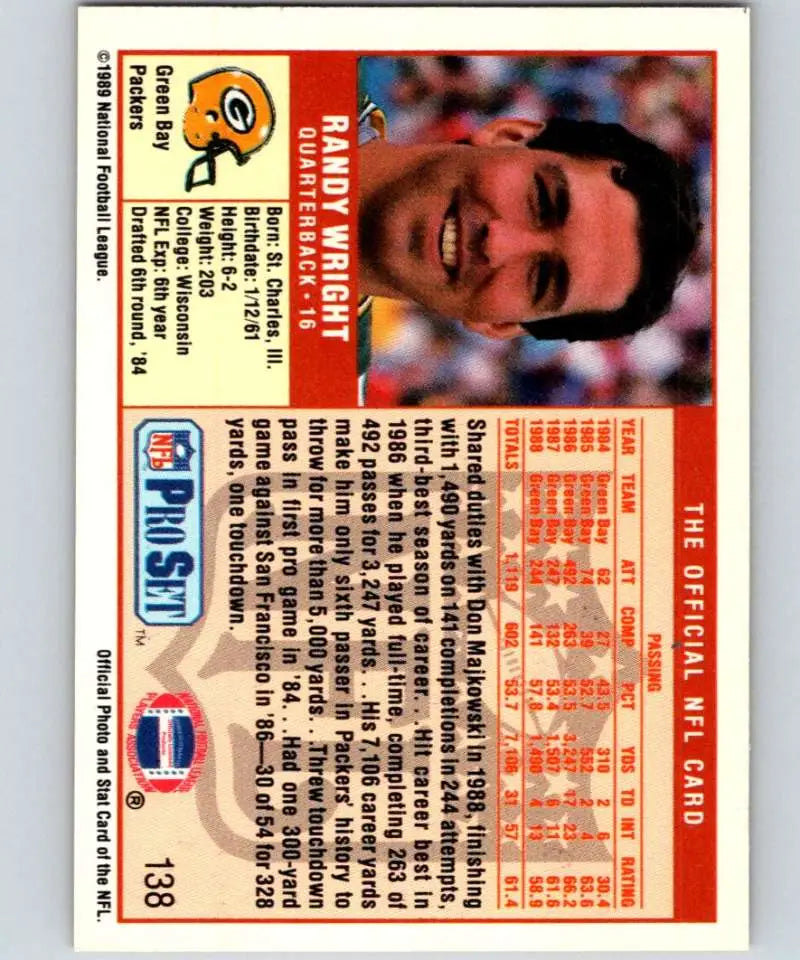 THE OFFICIAL NFL CARD
RANDY WRIGHT
QUARTERBACK • 16
Green Bay
Packers
Born: St. Charles, Ill.
Birthdate: 1/12/61
Height: 6-2
Weight: 203
College: Wisconsin
NFL Exp: 6th year
Drafted 6th round, '84
PASSING
YEAR TEAM ATT COMP PCT YDS TD INT RATING
1984 Green Bay 62 27 43.5 310 2 6 30.4
1985 Green Bay 74 39 52.7 552 2 4 63.6
1986 Green Bay 492 263 53.5 3,247 17 23 66.2
1987 Green Bay 247 132 53.4 1,507 6 11 61.6
1988 Green Bay 244 141 57.8 1,490 4 13 58.9
TOTALS 1,119 602 53.7 7,106 31 57 61.4
Shared duties with Don Majkowski in 1988, finishing
with 1,490 yards on 141 completions in 244 attempts,
third-best season of career. . .Hit career best in
1986 when he played full-time, completing 263 of
492 passes for 3,247 yards. . .His 7,106 career yards
make him only sixth passer in Packers' history to
throw for more than 5,000 yards. . .Threw touchdown
pass in first pro game in '84. . .Had one 300-yard
game against San Francisco in '86—30 of 54 for 328
yards, one touchdown.
NFL PRO SET ™
NATIONAL FOOTBALL LEAGUE
PLAYERS ASSOCIATION
®
138
©1989 National Football League.
Official Photo and Stat Card of the NFL.